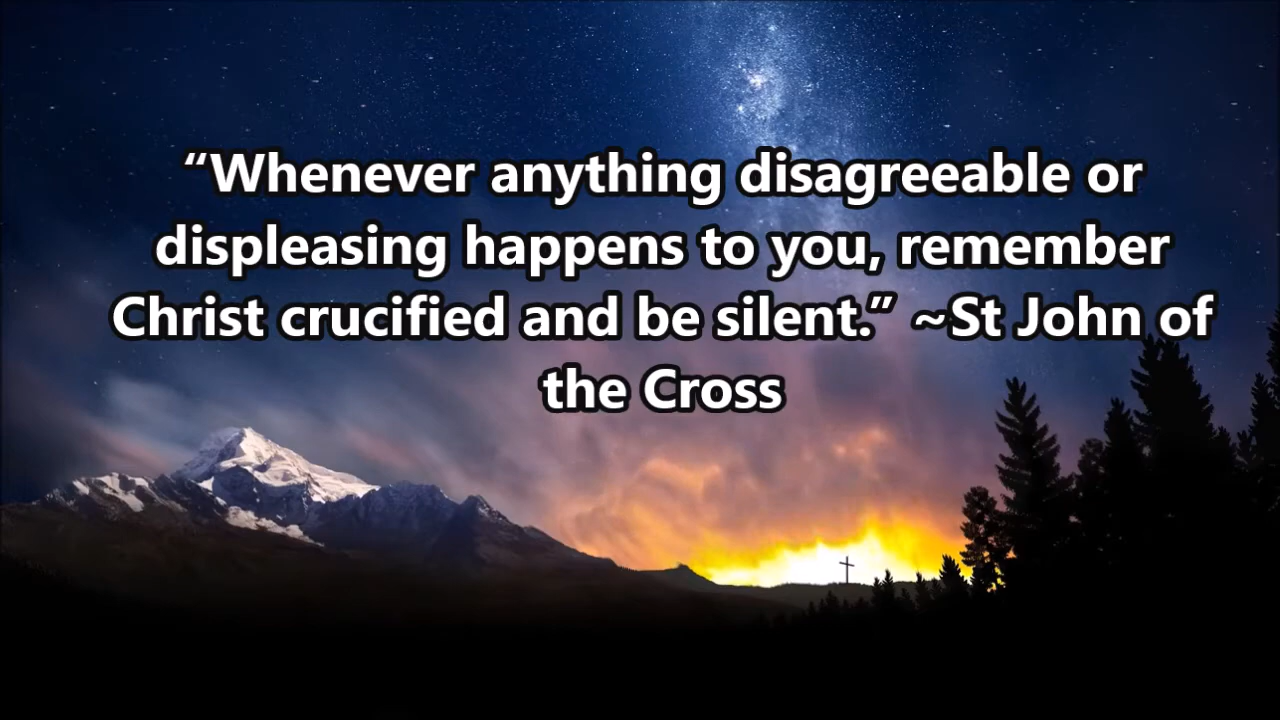 “Whenever anything disagreeable or
displeasing happens to you, remember
Christ crucified and be silent.” ~St John of
the Cross